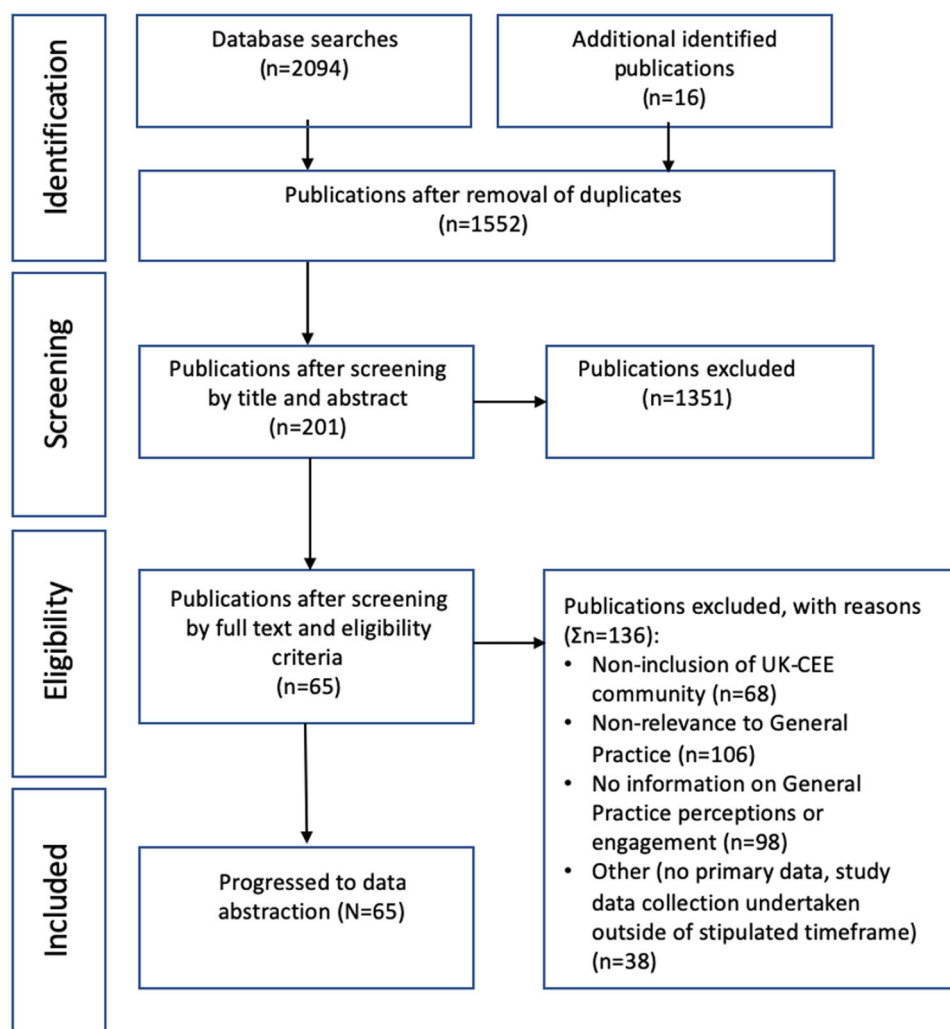 Identification
Database searches
(n=2094)
Additional identified
publications
(n=16)
Publications after removal of duplicates
(n=1552)
Screening
Publications after screening
by title and abstract
(n=201)
Publications excluded
(n=1351)
Eligibility
Publications after screening
by full text and eligibility
criteria
(n=65)
Publications excluded, with reasons
(Σn=136):
• Non-inclusion of UK-CEE
community (n=68)
• Non-relevance to General
Practice (n=106)
• No information on General
Practice perceptions or
engagement (n=98)
• Other (no primary data, study
data collection undertaken
outside of stipulated timeframe)
(n=38)
Included
Progressed to data
abstraction (N=65)